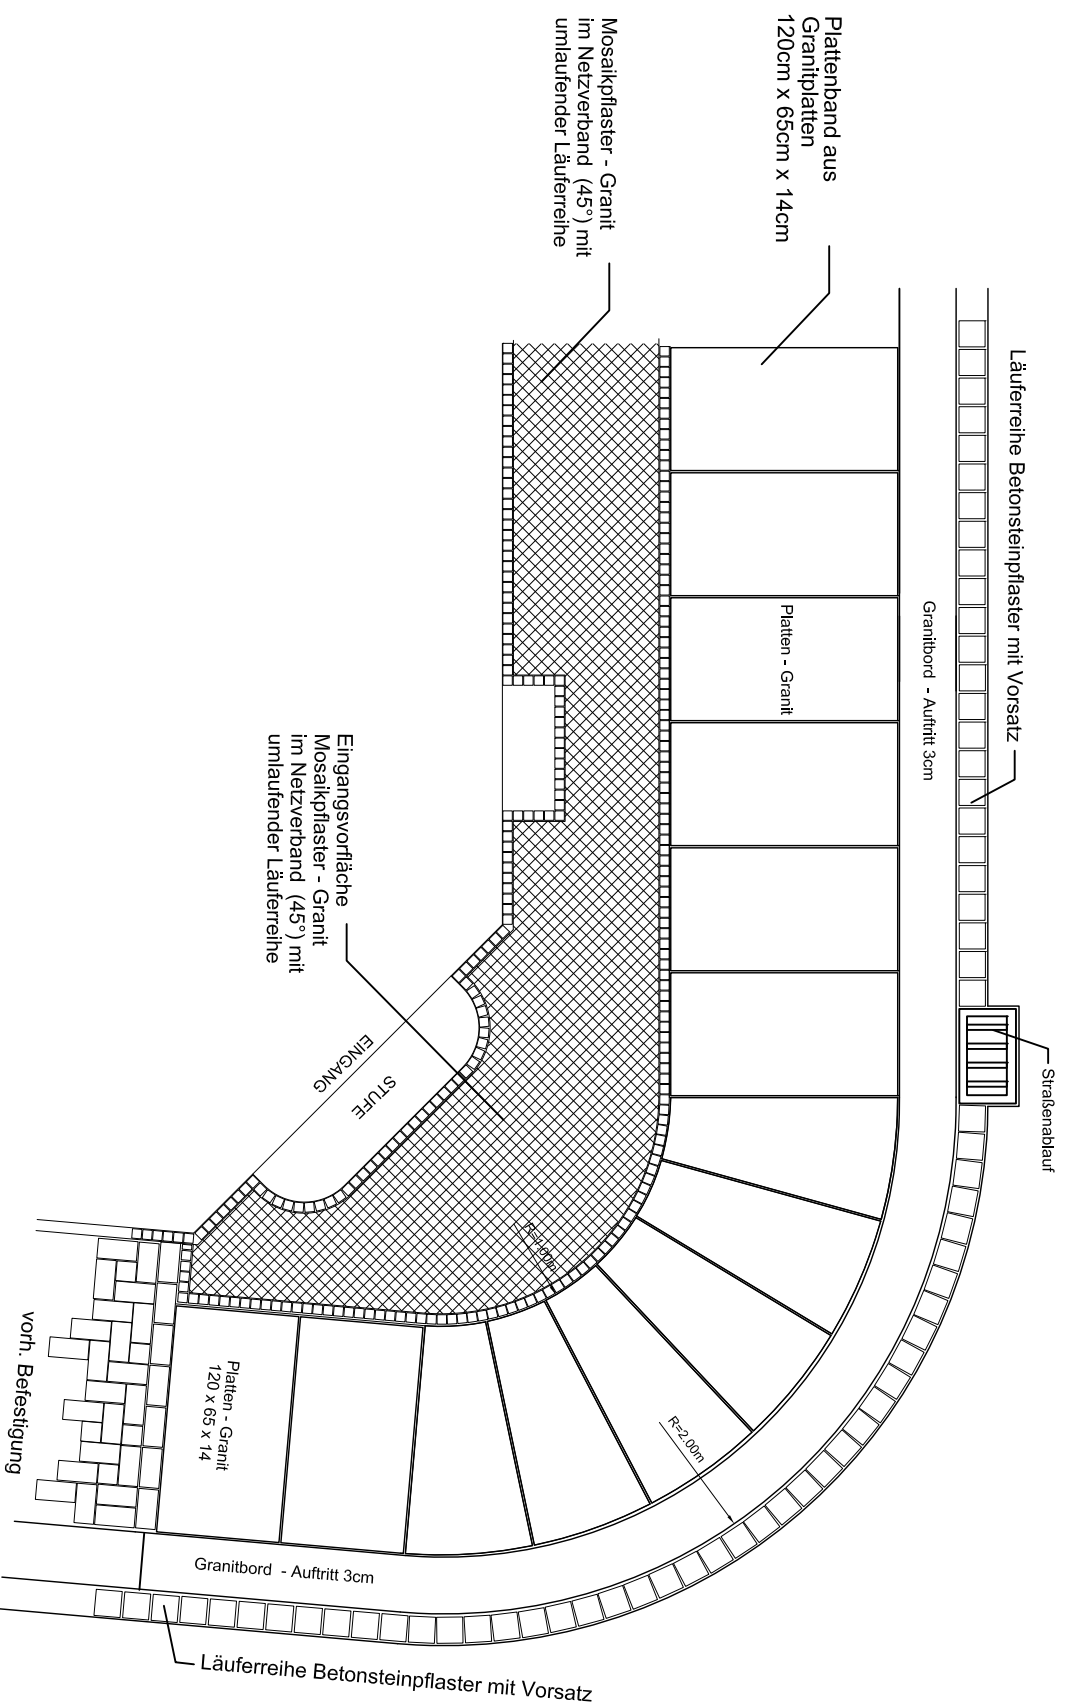 Plattenband aus
Granitplatten
120cm x 65cm x 14cm
Mosaikpflaster - Granit
im Netzverband (45°) mit
umlaufender Läuferreihe
Läuferreihe Betonsteinpflaster mit Vorsatz
Granitbord - Auftritt 3cm
Platten - Granit
Straßenablauf
Eingangsvorfläche
Mosaikpflaster - Granit
im Netzverband (45°) mit
umlaufender Läuferreihe
EINGANG
STUFE
R=1.00m
R=2.00m
Platten - Granit
120 x 65 x 14
vorh. Befestigung
Granitbord - Auftritt 3cm
Läuferreihe Betonsteinpflaster mit Vorsatz